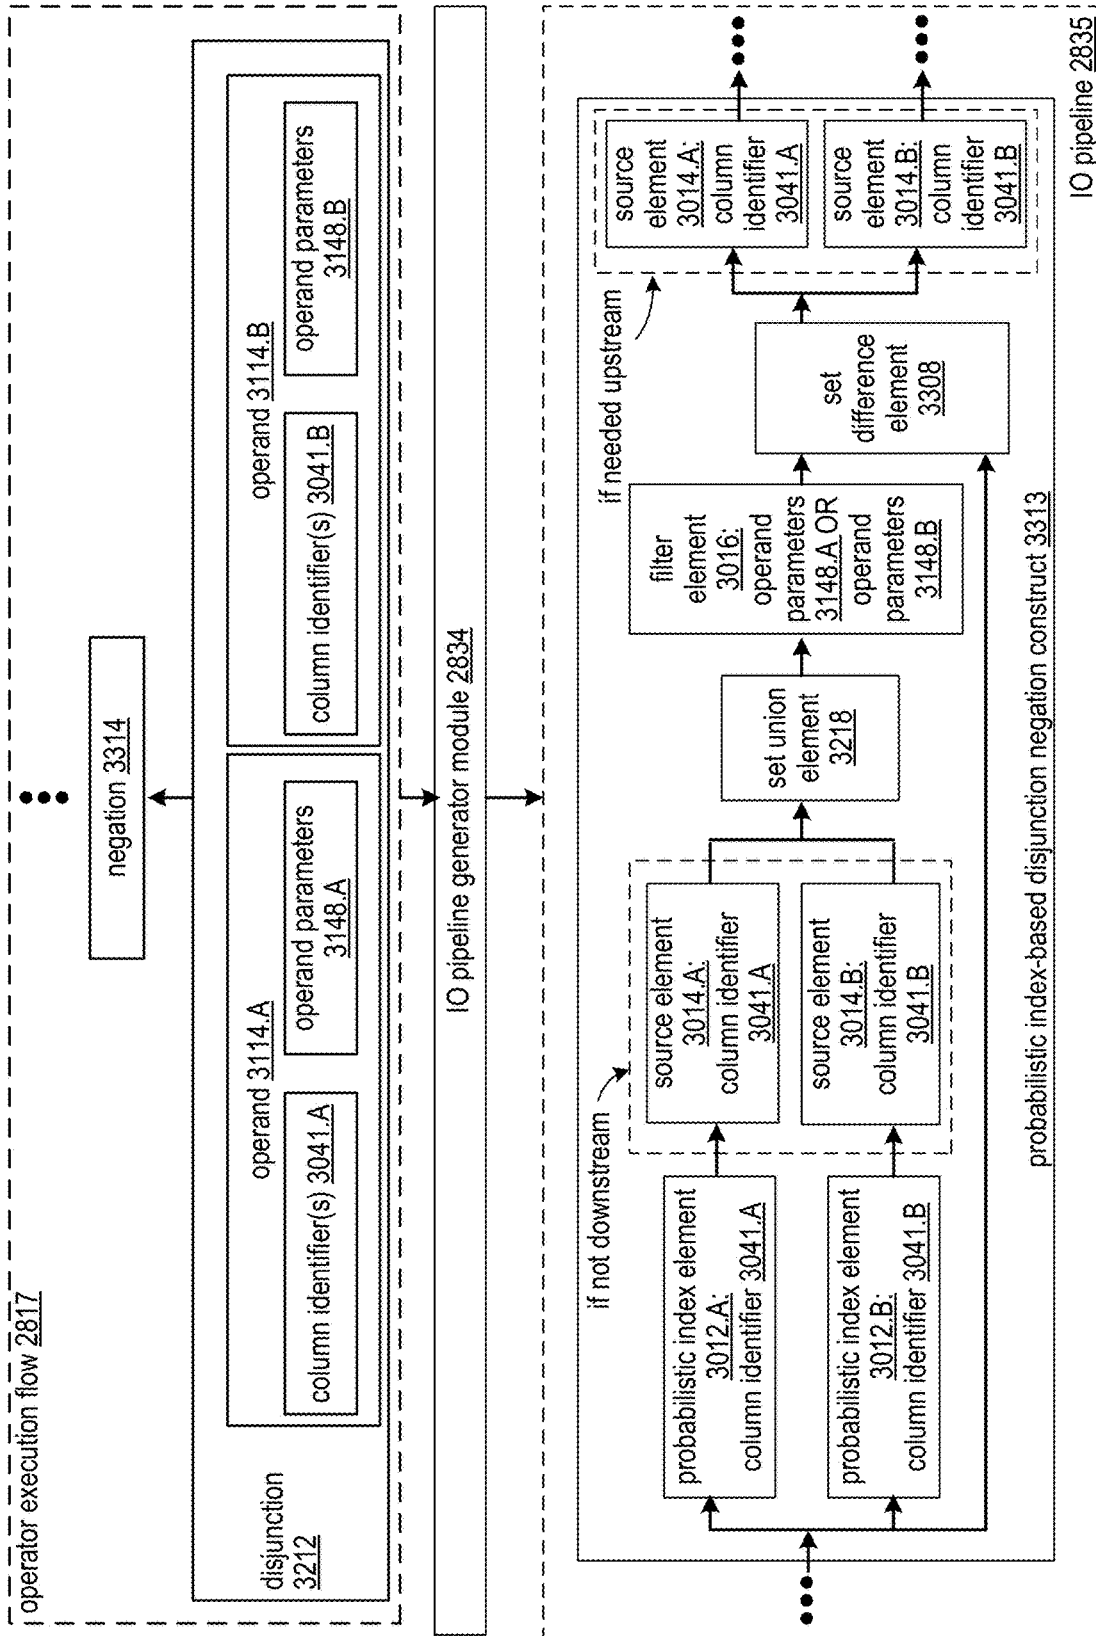 operator execution flow 2817
negation 3314
disjunction
3212
operand 3114.A
column identifier(s) 3041.A
operand parameters
3148.A
operand 3114.B
column identifier(s) 3041.B
operand parameters
3148.B
IO pipeline generator module 2834
if not downstream
probabilistic index element
3012.A:
column identifier 3041.A
probabilistic index element
3012.B:
column identifier 3041.B
source element
3014.A:
column identifier
3041.A
source element
3014.B:
column identifier
3041.B
set union
element
3218
filter
element
3016:
operand
parameters
3148.A OR
operand
parameters
3148.B
set
difference
element
3308
if needed upstream
source
element
3014.A:
column
identifier
3041.A
source
element
3014.B:
column
identifier
3041.B
probabilistic index-based disjunction negation construct 3313
IO pipeline 2835